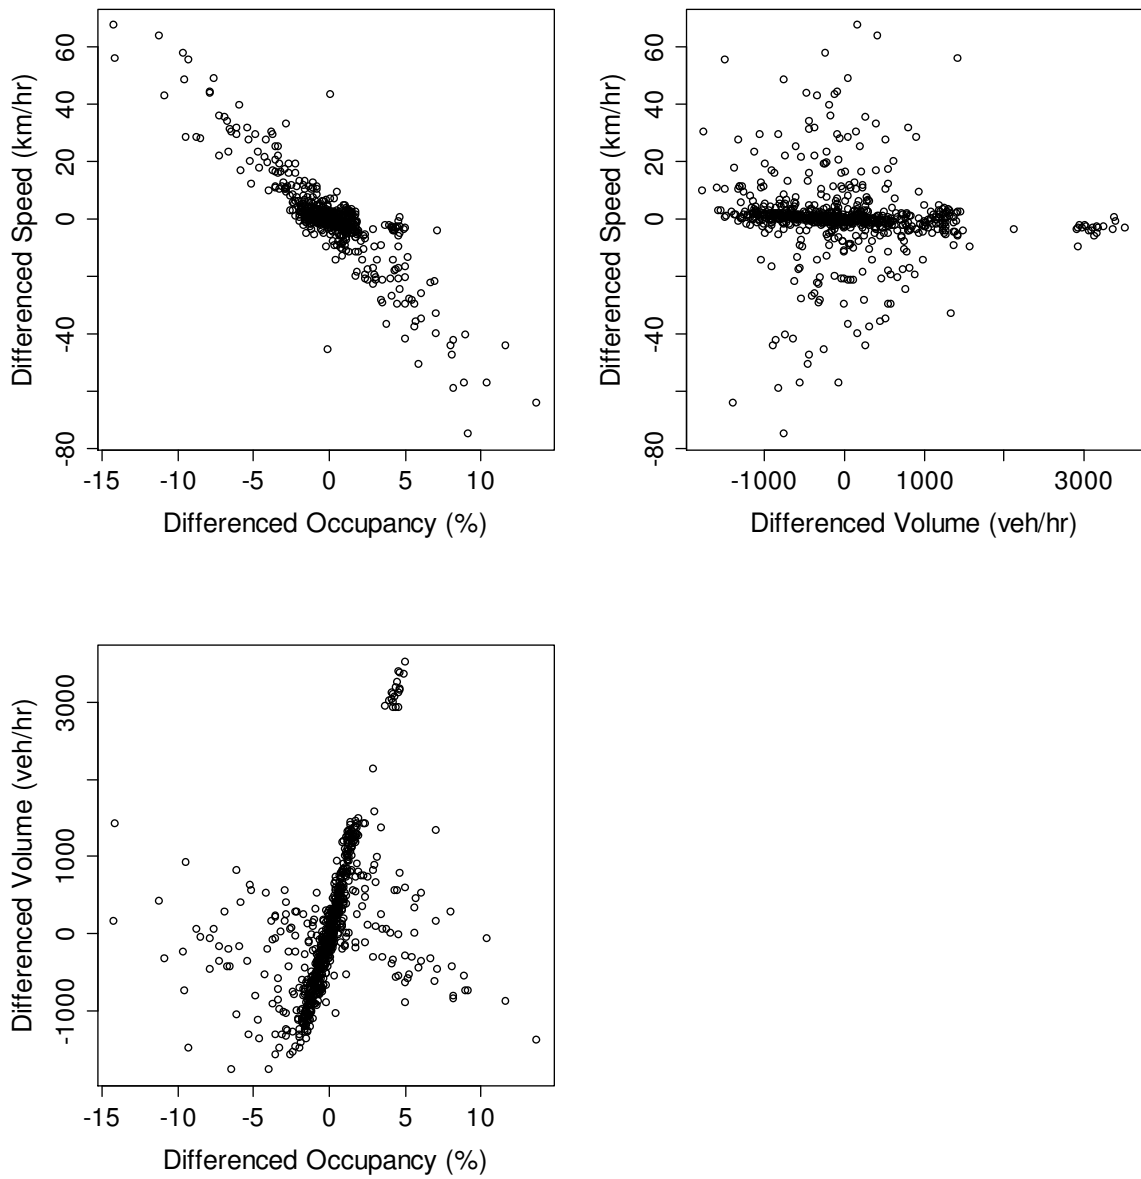 Differenced Speed (km/hr)
60
40
20
0
-40
-80
-15 -10 -5 0 5 10
Differenced Occupancy (%)
Differenced Speed (km/hr)
60
40
20
0
-40
-80
-1000 0 1000 3000
Differenced Volume (veh/hr)
Differenced Volume (veh/hr)
3000
1000
0
-1000
-15 -10 -5 0 5 10
Differenced Occupancy (%)